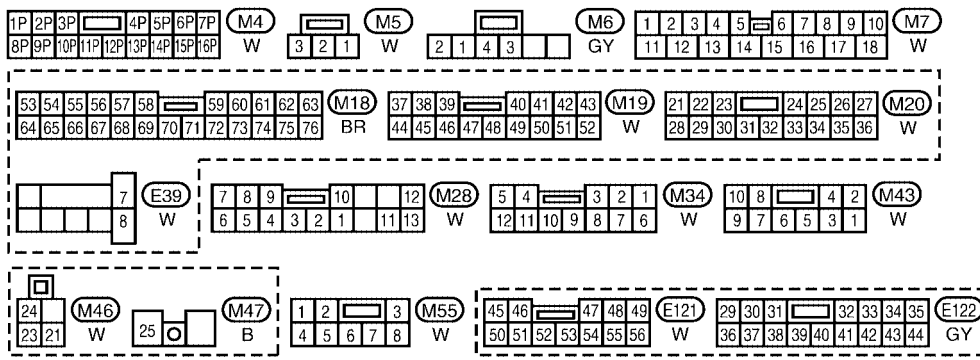 1P 2P 3P 4P 5P 6P 7P M4
8P 9P 10P 11P 12P 13P 14P 15P 16P W
M5
3 2 1 W
M6
2 1 4 3 GY
1 2 3 4 5 6 7 8 9 10 M7
11 12 13 14 15 16 17 18 W
53 54 55 56 57 58 59 60 61 62 63 M18
64 65 66 67 68 69 70 71 72 73 74 75 76 BR
37 38 39 40 41 42 43 M19
44 45 46 47 48 49 50 51 52 W
21 22 23 24 25 26 27 M20
28 29 30 31 32 33 34 35 36 W
7 E39
8 W
7 8 9 10 12 M28
6 5 4 3 2 1 11 13 W
5 4 3 2 1 M34
12 11 10 9 8 7 6 W
10 8 4 2 M43
9 7 6 5 3 1 W
24 M46
23 21 W
M47
25 B
1 2 3 M55
4 5 6 7 8 W
45 46 47 48 49 E121
50 51 52 53 54 55 56 W
29 30 31 32 33 34 35 E122
36 37 38 39 40 41 42 43 44 GY